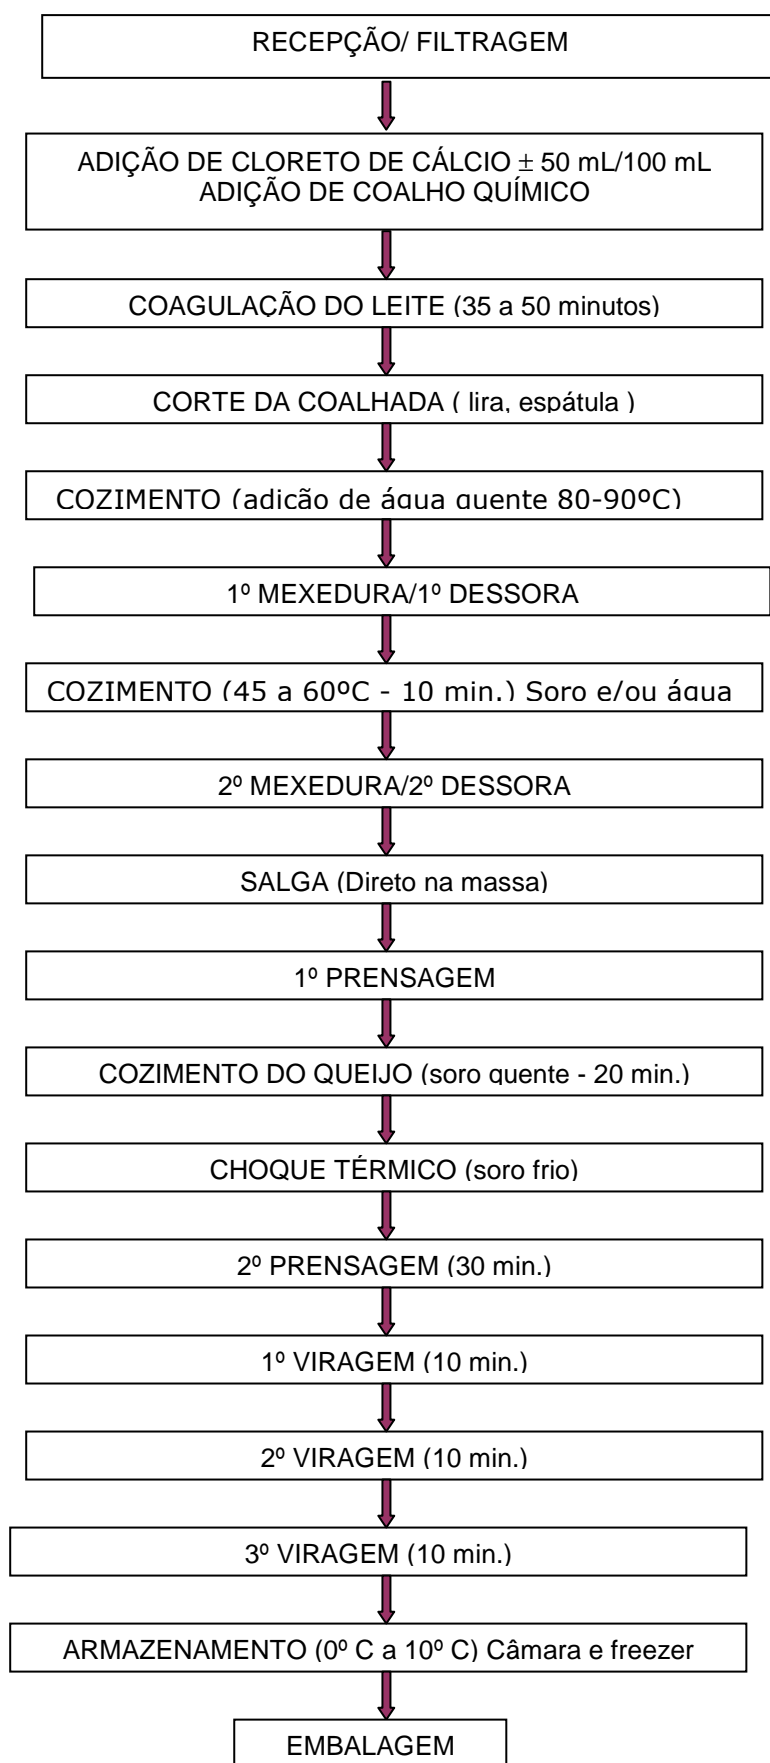 RECEPÇÃO/ FILTRAGEM
ADIÇÃO DE CLORETO DE CÁLCIO ± 50 mL/100 mL
ADIÇÃO DE COALHO QUÍMICO
COAGULAÇÃO DO LEITE (35 a 50 minutos)
CORTE DA COALHADA ( lira, espátula )
COZIMENTO (adição de água quente 80-90ºC)
1º MEXEDURA/1º DESSORA
COZIMENTO (45 a 60ºC - 10 min.) Soro e/ou água
2º MEXEDURA/2º DESSORA
SALGA (Direto na massa)
1º PRENSAGEM
COZIMENTO DO QUEIJO (soro quente - 20 min.)
CHOQUE TÉRMICO (soro frio)
2º PRENSAGEM (30 min.)
1º VIRAGEM (10 min.)
2º VIRAGEM (10 min.)
3º VIRAGEM (10 min.)
ARMAZENAMENTO (0º C a 10º C) Câmara e freezer
EMBALAGEM